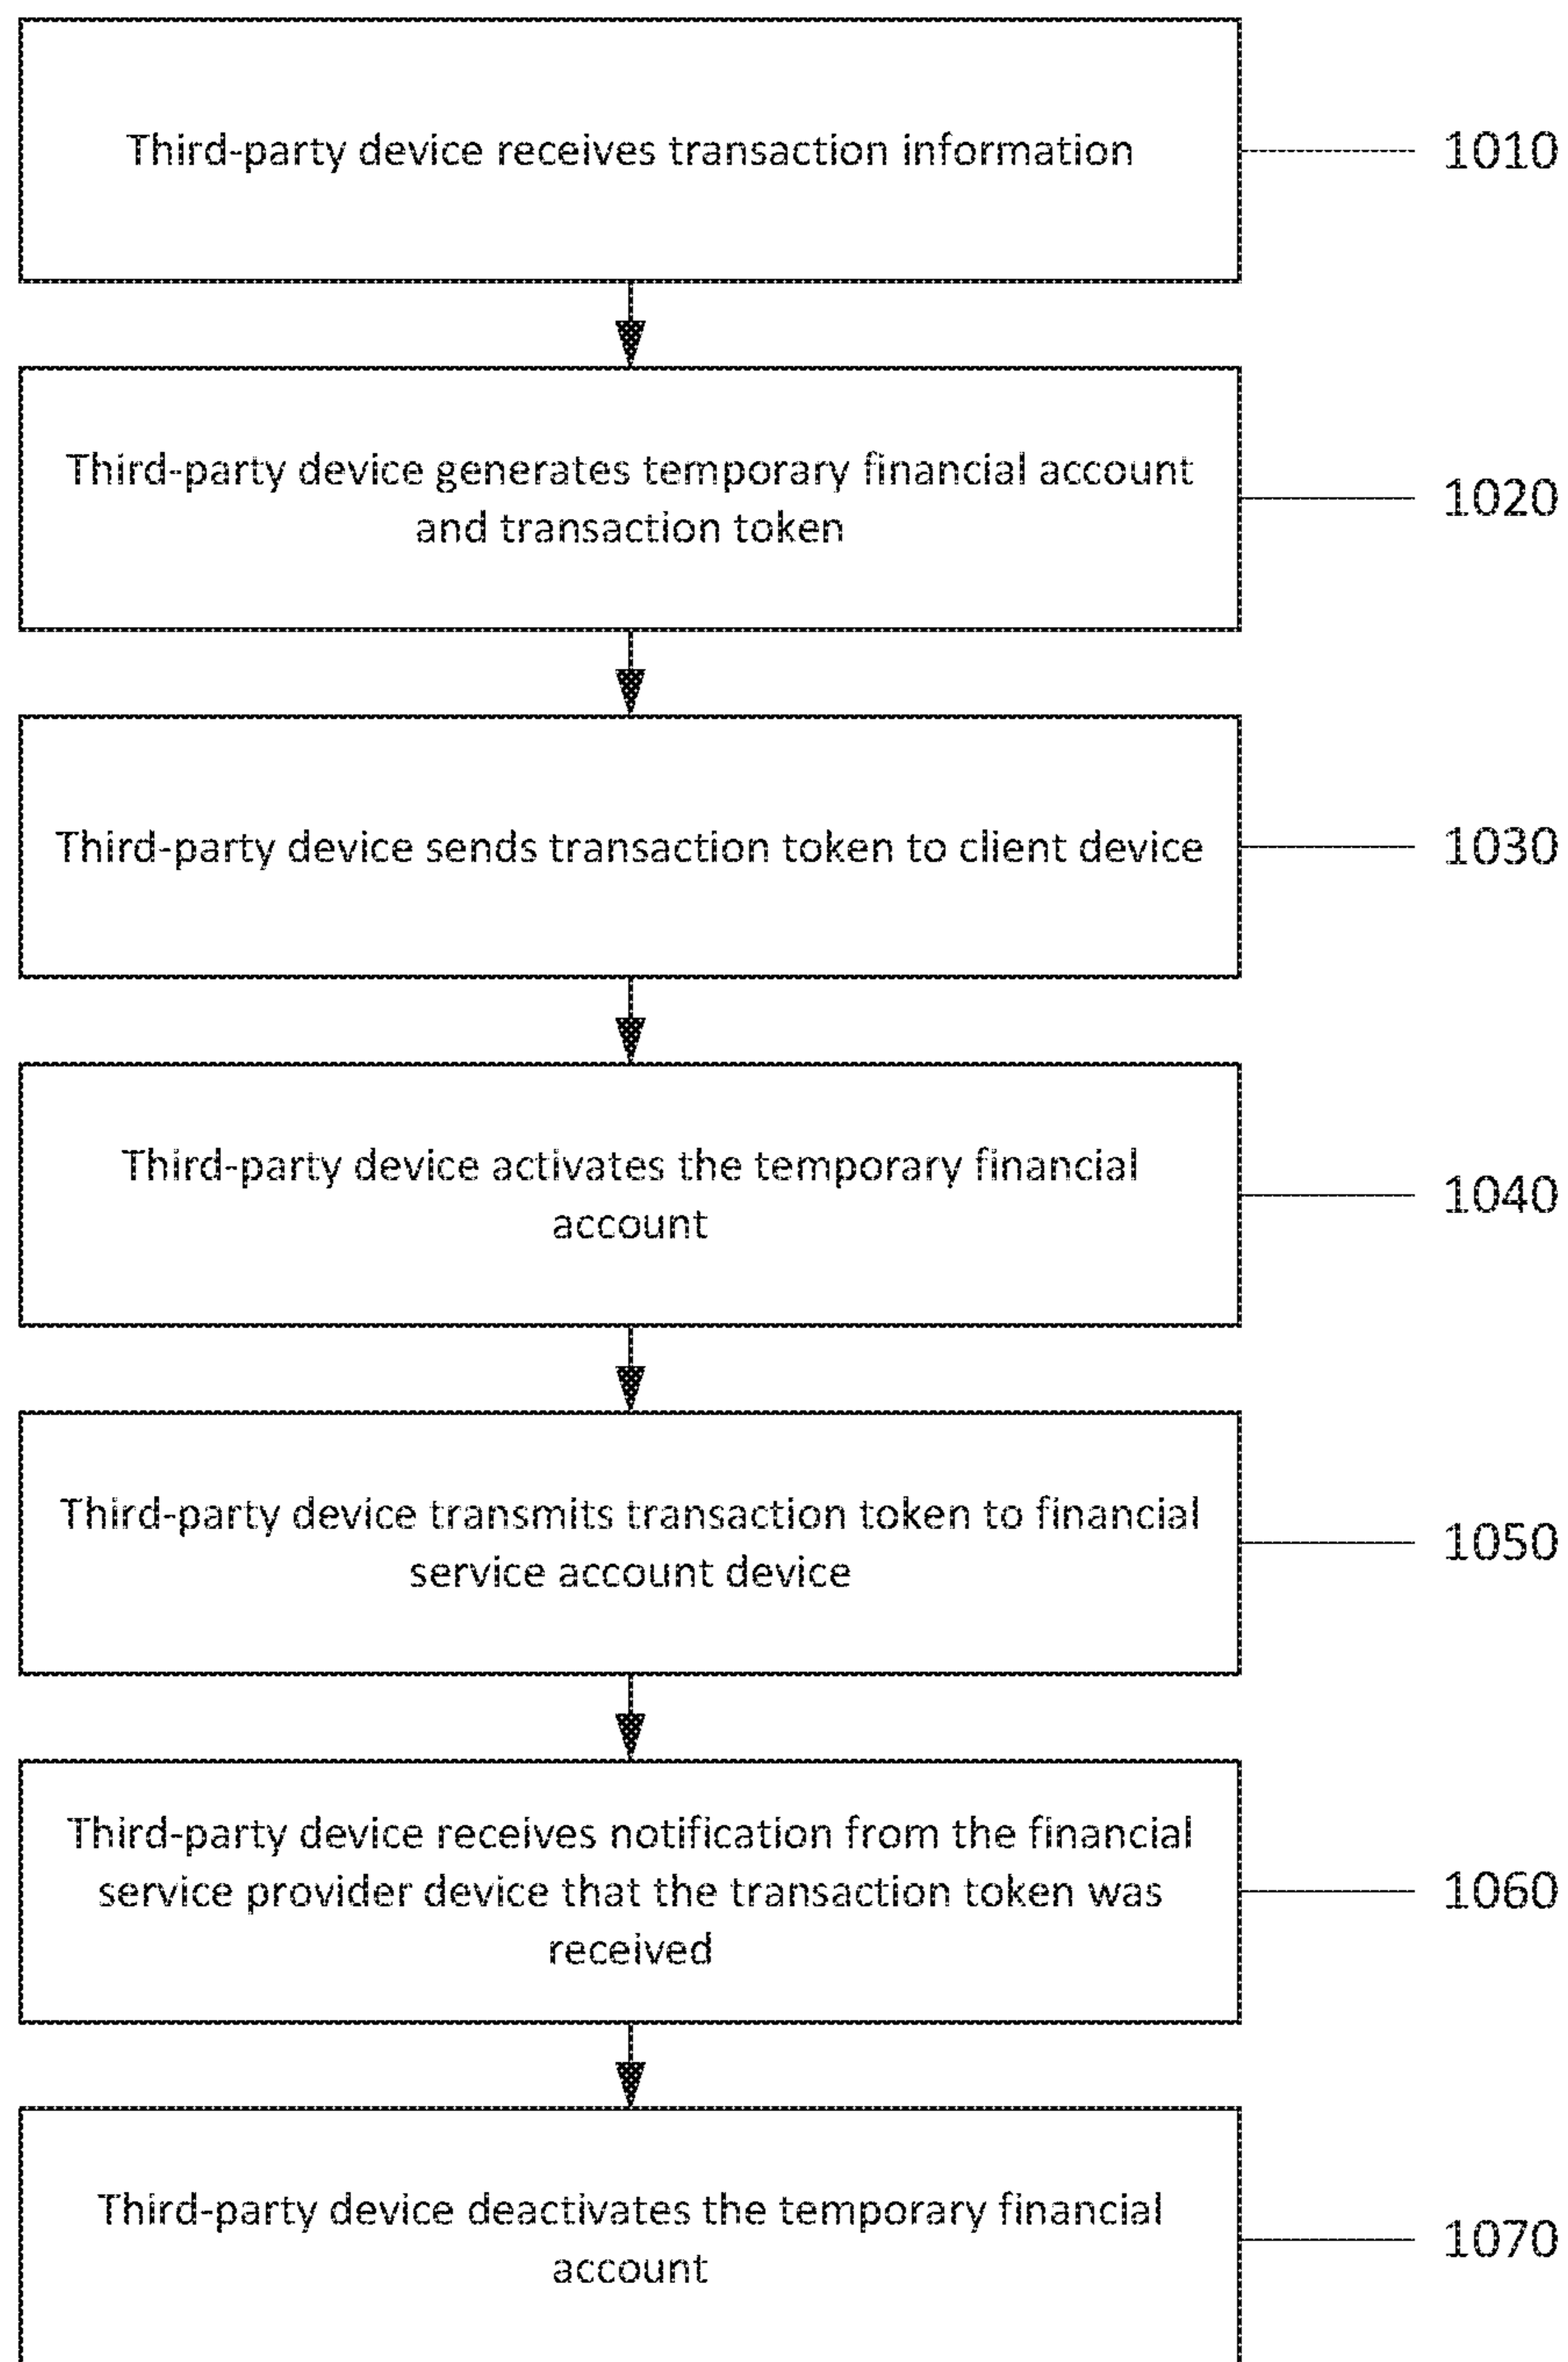 Third-party device receives transaction information
1010
Third-party device generates temporary financial account
and transaction token
1020
Third-party device sends transaction token to client device
1030
Third-party device activates the temporary financial
account
1040
Third-party device transmits transaction token to financial
service account device
1050
Third-party device receives notification from the financial
service provider device that the transaction token was
received
1060
Third-party device deactivates the temporary financial
account
1070